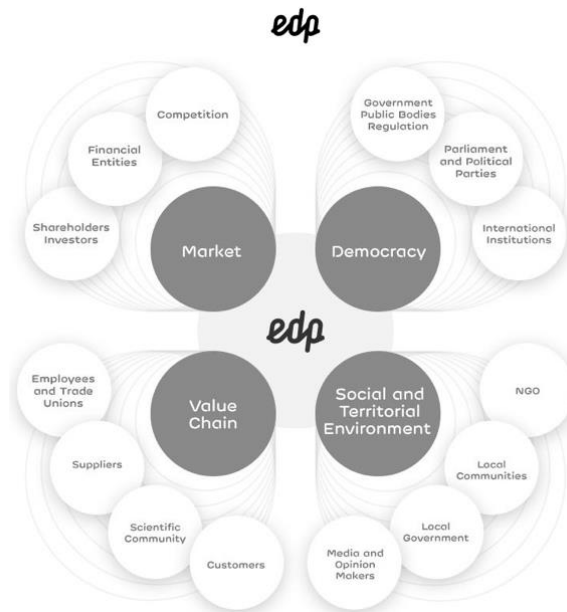 edp
Competition
Financial
Entities
Shareholders
Investors
Market
Government
Public Bodies
Regulation
Parliament
and Political
Parties
International
Institutions
Democracy
edp
Employees
and Trade
Unions
Suppliers
Scientific
Community
Customers
Value
Chain
Social and
Territorial
Environment
NGO
Local
Communities
Local
Government
Media and
Opinion
Makers